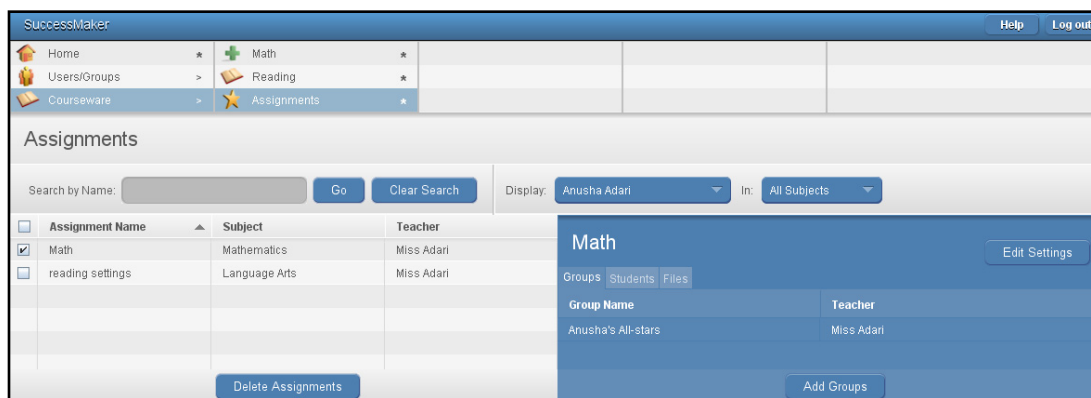 SuccessMaker Help Log out
Home * Math *
Users/Groups > Reading *
Courseware > Assignments *
Assignments
Search by Name: Go Clear Search Display: Anusha Adari In: All Subjects
Assignment Name Subject Teacher
Math Mathematics Miss Adari
reading settings Language Arts Miss Adari
Delete Assignments
Math
Edit Settings
Groups Students Files
Group Name Teacher
Anusha's All-stars Miss Adari
Add Groups